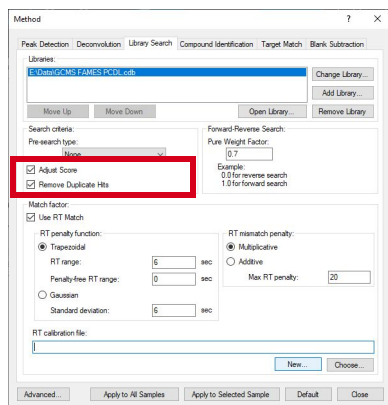 Method ? X
Peak Detection Deconvolution Library Search Compound Identification Target Match Blank Subtraction
Libraries:
E:\Data\GCMS FAMES PCDL.cdb
Change Library...
Add Library...
Move Up Move Down Open Library... Remove Library
Search criteria:
Pre-search type:
None
Adjust Score
Remove Duplicate Hits
Forward-Reverse Search:
Pure Weight Factor:
0.7
Example:
0.0 for reverse search
1.0 for forward search
Match factor:
Use RT Match
RT penalty function:
Trapezoidal
RT range: 6 sec
Penalty-free RT range: 0 sec
Gaussian
Standard deviation: 6 sec
RT mismatch penalty:
Multiplicative
Additive
Max RT penalty: 20
RT calibration file:
New... Choose...
Advanced... Apply to All Samples Apply to Selected Sample Default Close